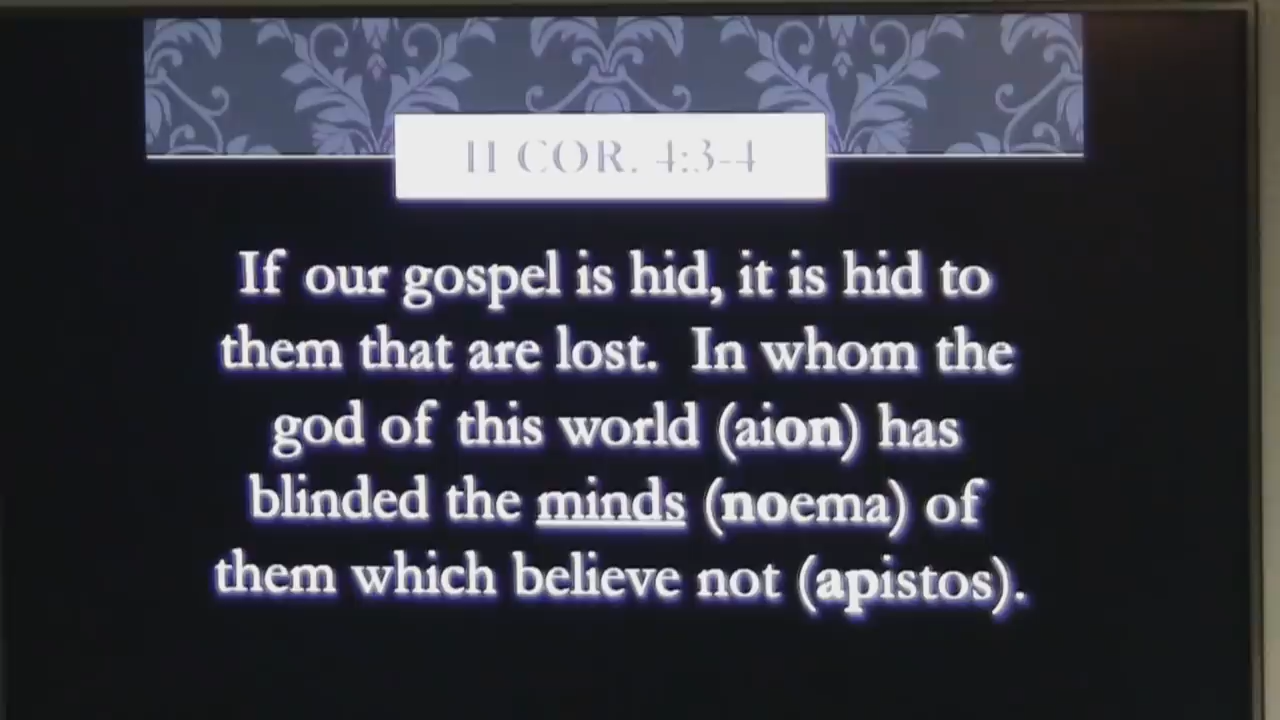 II COR. 4:3-4
If our gospel is hid, it is hid to
them that are lost. In whom the
god of this world (aion) has
blinded the minds (noema) of
them which believe not (apistos).